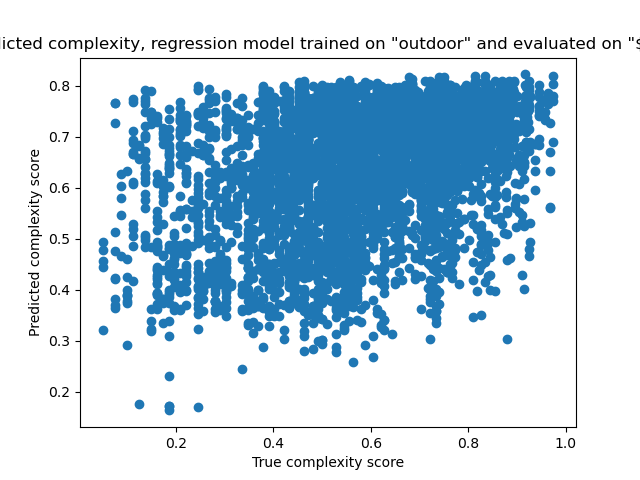 complexity, regression model trained on "outdoor" and evaluated on
Predicted complexity score
0.8
0.7
0.6
0.5
0.4
0.3
0.2
0.2 0.4 0.6 0.8 1.0
True complexity score